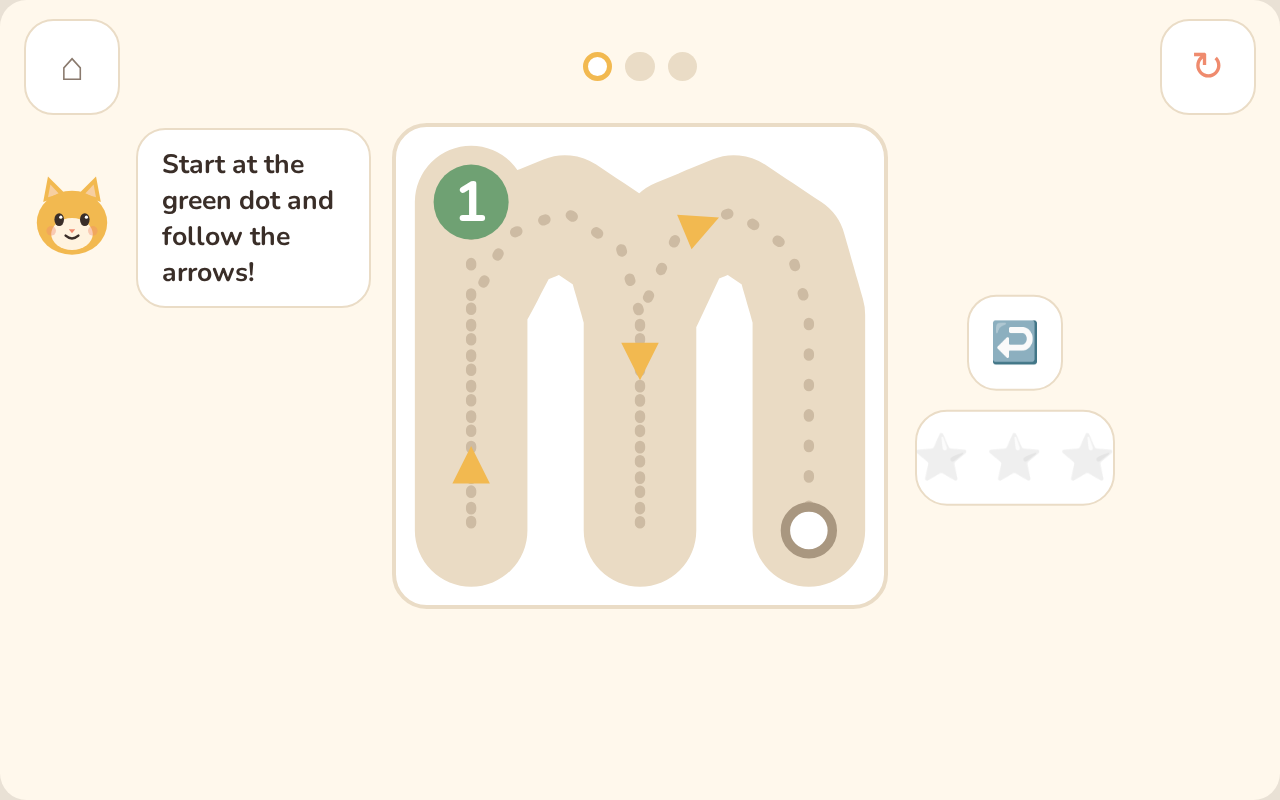 Start at the
green dot and
follow the
arrows!
1